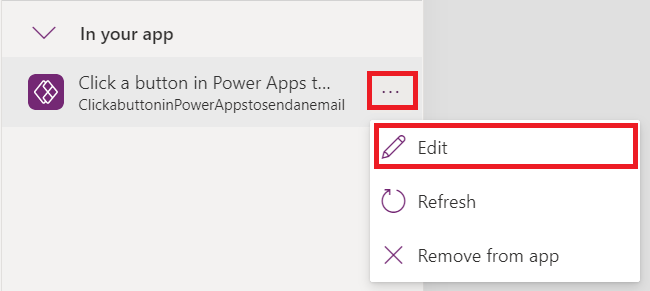 In your app
Click a button in Power Apps t...
ClickabuttoninPowerAppstosendanemail
...
Edit
Refresh
Remove from app